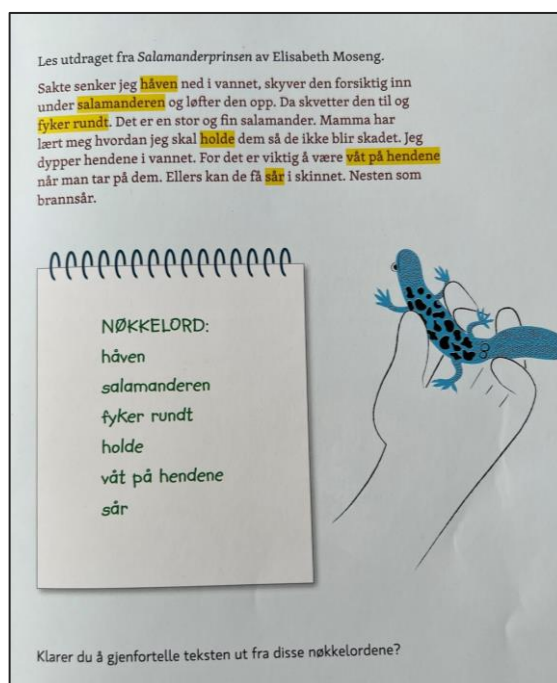 Les utdraget fra Salamanderprinsen av Elisabeth Moseng.
Sakte senker jeg håven ned i vannet, skyver den forsiktig inn
under salamanderen og løfter den opp. Da skvetter den til og
fyker rundt. Det er en stor og fin salamander. Mamma har
lært meg hvordan jeg skal holde dem så de ikke blir skadet. Jeg
dypper hendene i vannet. For det er viktig å være våt på hendene
når man tar på dem. Ellers kan de få sår i skinnet. Nesten som
brannsår.
NØKKELORD:
håven
salamanderen
fyker rundt
holde
våt på hendene
sår
Klarer du å gjenfortelle teksten ut fra disse nøkkelordene?